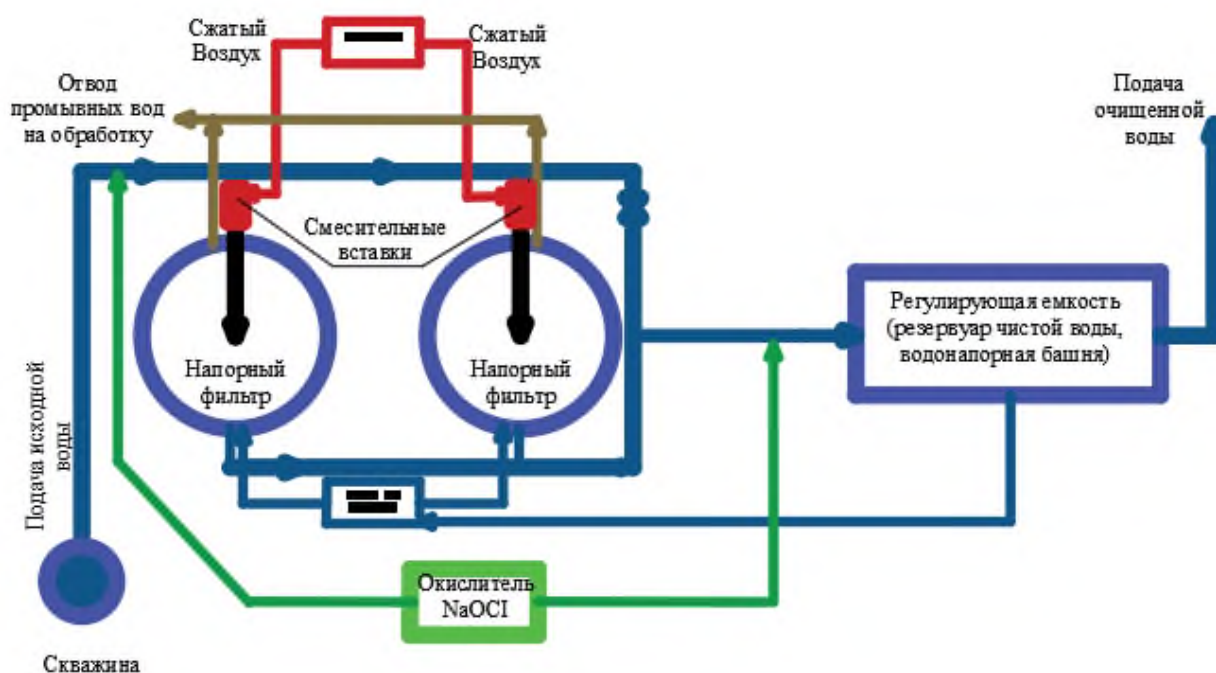 Сжатый
Воздух
Сжатый
Воздух
Отвод
промывных вод
на обработку
Подача
очищенной
воды
Смесительные
вставки
Регулирующая емкость
(резервуар чистой воды,
водонапорная башня)
Напорный
фильтр
Напорный
фильтр
Подача исходной
воды
Окислитель
NaOCl
Скважина